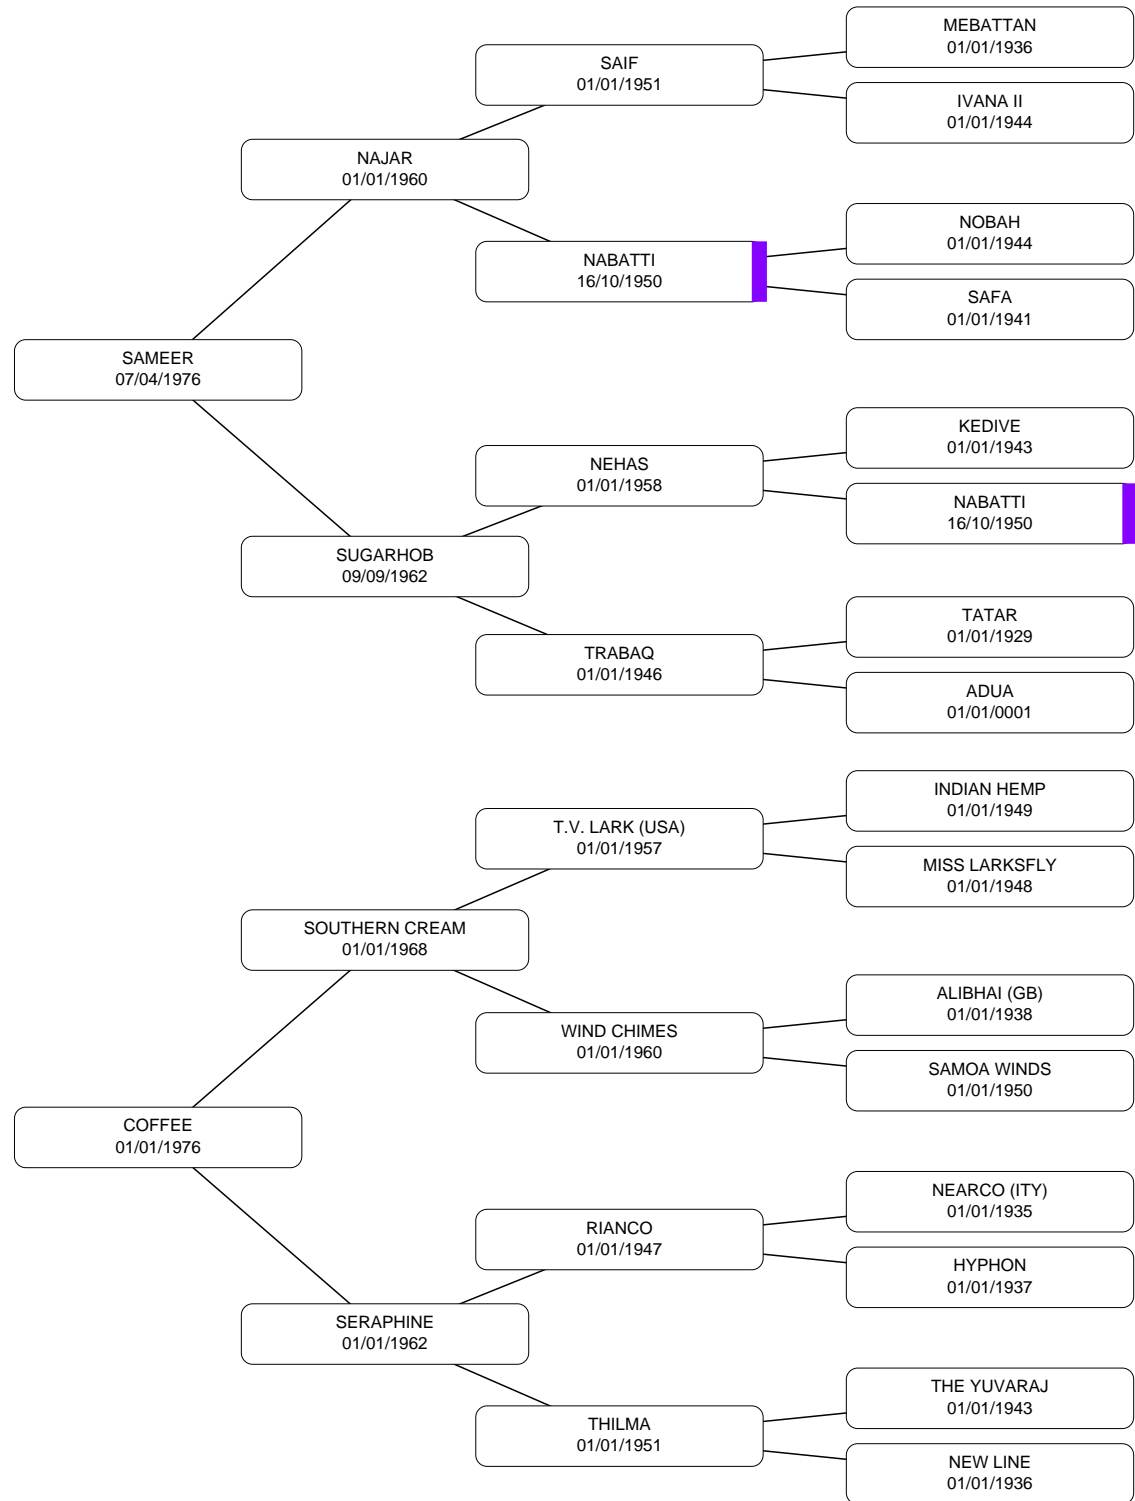 MEBATTAN
01/01/1936
SAIF
01/01/1951
IVANA II
01/01/1944
NAJAR
01/01/1960
NOBAH
01/01/1944
NABATTI
16/10/1950
SAFA
01/01/1941
SAMEER
07/04/1976
KEDIVE
01/01/1943
NEHAS
01/01/1958
NABATTI
16/10/1950
SUGARHOB
09/09/1962
TATAR
01/01/1929
TRABAQ
01/01/1946
ADUA
01/01/0001
INDIAN HEMP
01/01/1949
T.V. LARK (USA)
01/01/1957
MISS LARKSFLY
01/01/1948
SOUTHERN CREAM
01/01/1968
ALIBHAI (GB)
01/01/1938
WIND CHIMES
01/01/1960
SAMOA WINDS
01/01/1950
COFFEE
01/01/1976
NEARCO (ITY)
01/01/1935
RIANCO
01/01/1947
HYPHON
01/01/1937
SERAPHINE
01/01/1962
THE YUVARAJ
01/01/1943
THILMA
01/01/1951
NEW LINE
01/01/1936